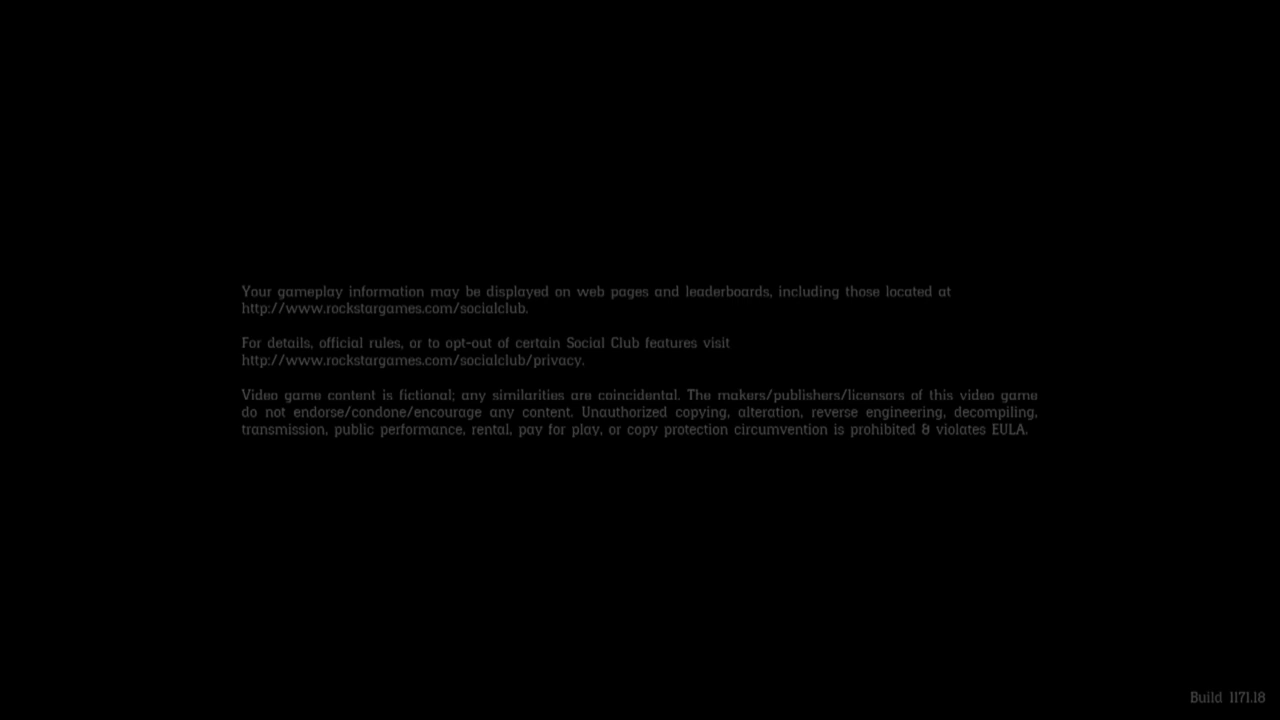 Your gameplay information may be displayed on web pages and leaderboards, including those located at
http://www.rockstargames.com/socialclub.
For details, official rules, or to opt-out of certain Social Club features visit
http://www.rockstargames.com/socialclub/privacy.
Video game content is fictional; any similarities are coincidental. The makers/publishers/licensors of this video game
do not endorse/condone/encourage any content. Unauthorized copying, alteration, reverse engineering, decompiling,
transmission, public performance, rental, pay for play, or copy protection circumvention is prohibited & violates EULA.
Build 1171.18